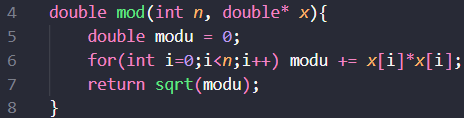 4 double mod(int n, double* x){
5     double modu = 0;
6     for(int i=0;i<n;i++) modu += x[i]*x[i];
7     return sqrt(modu);
8 }